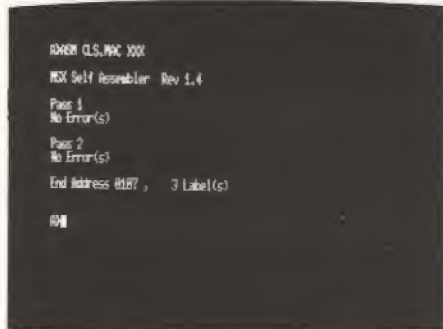 A>ASM CLS.MAC XXX
MSX Self Assembler Rev 1.4
Pass 1
No Error(s)
Pass 2
No Error(s)
End Address 0107 , 3 Label(s)
A>